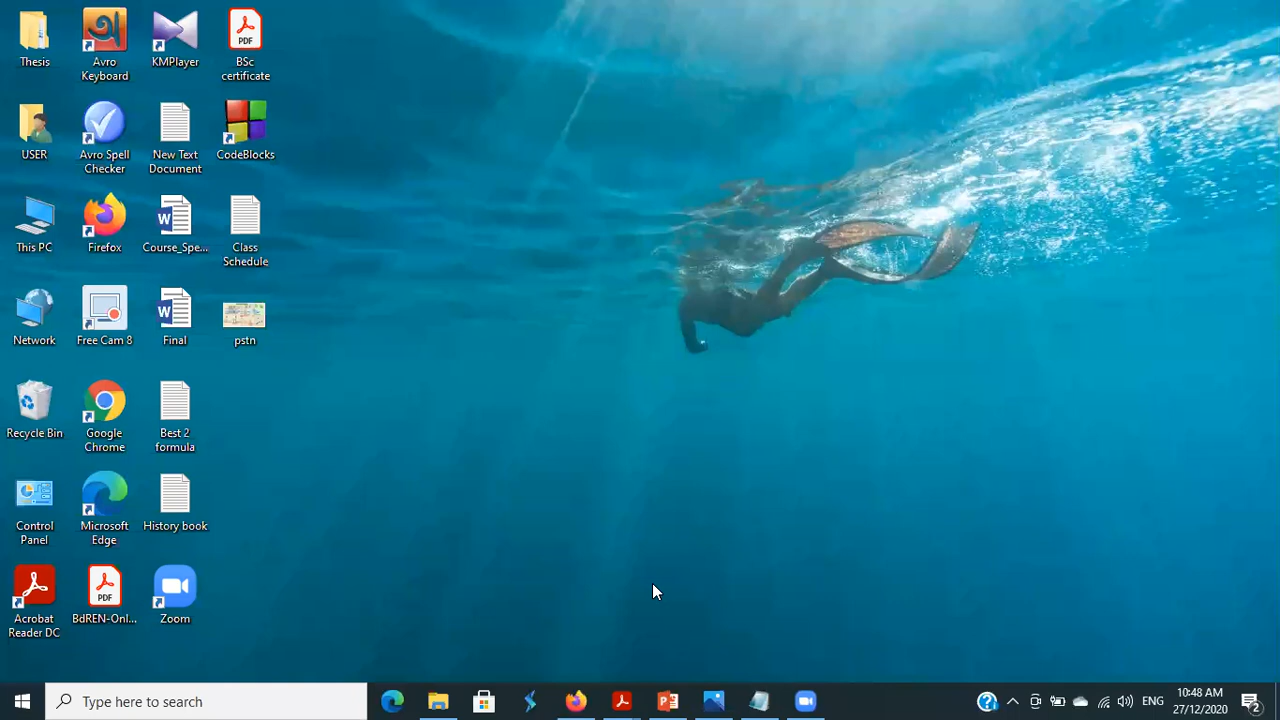 Thesis
Avro
Keyboard
KMPlayer
PDF
BSc
certificate
USER
Avro Spell
Checker
New Text
Document
CodeBlocks
This PC
Firefox
W
Course_Spe...
Class
Schedule
Network
Free Cam 8
W
Final
pstn
Recycle Bin
Google
Chrome
Best 2
formula
Control
Panel
Microsoft
Edge
History book
Acrobat
Reader DC
PDF
BdREN-Onl...
Zoom
Type here to search
ENG
10:48 AM
27/12/2020
2